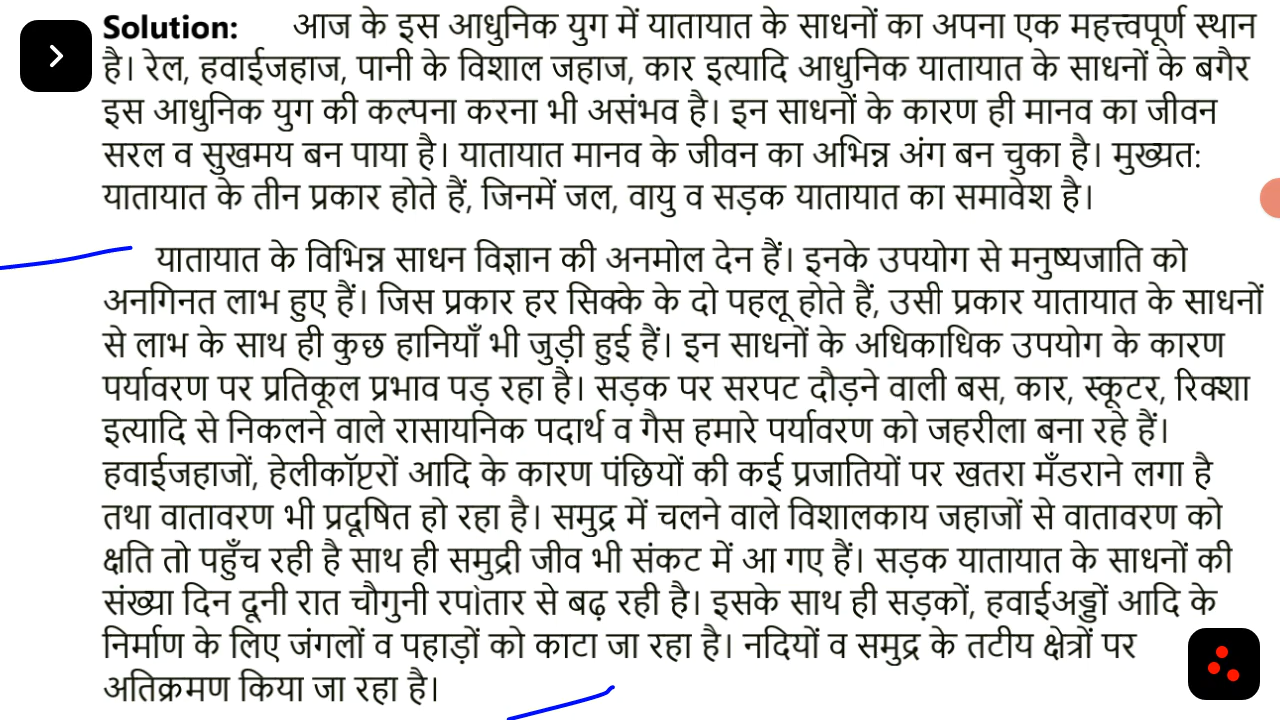 Solution: आज के इस आधुनिक युग में यातायात के साधनों का अपना एक महत्त्वपूर्ण स्थान
है। रेल, हवाईजहाज, पानी के विशाल जहाज, कार इत्यादि आधुनिक यातायात के साधनों के बगैर
इस आधुनिक युग की कल्पना करना भी असंभव है। इन साधनों के कारण ही मानव का जीवन
सरल व सुखमय बन पाया है। यातायात मानव के जीवन का अभिन्न अंग बन चुका है। मुख्यत:
यातायात के तीन प्रकार होते हैं, जिनमें जल, वायु व सड़क यातायात का समावेश है।
यातायात के विभिन्न साधन विज्ञान की अनमोल देन हैं। इनके उपयोग से मनुष्यजाति को
अनगिनत लाभ हुए हैं। जिस प्रकार हर सिक्के के दो पहलू होते हैं, उसी प्रकार यातायात के साधनों
से लाभ के साथ ही कुछ हानियाँ भी जुड़ी हुई हैं। इन साधनों के अधिकाधिक उपयोग के कारण
पर्यावरण पर प्रतिकूल प्रभाव पड़ रहा है। सड़क पर सरपट दौड़ने वाली बस, कार, स्कूटर, रिक्शा
इत्यादि से निकलने वाले रासायनिक पदार्थ व गैस हमारे पर्यावरण को जहरीला बना रहे हैं।
हवाईजहाजों, हेलीकॉप्टरों आदि के कारण पंछियों की कई प्रजातियों पर खतरा मँडराने लगा है
तथा वातावरण भी प्रदूषित हो रहा है। समुद्र में चलने वाले विशालकाय जहाजों से वातावरण को
क्षति तो पहुँच रही है साथ ही समुद्री जीव भी संकट में आ गए हैं। सड़क यातायात के साधनों की
संख्या दिन दूनी रात चौगुनी रपìतार से बढ़ रही है। इसके साथ ही सड़कों, हवाईअड्डों आदि के
निर्माण के लिए जंगलों व पहाड़ों को काटा जा रहा है। नदियों व समुद्र के तटीय क्षेत्रों पर
अतिक्रमण किया जा रहा है।